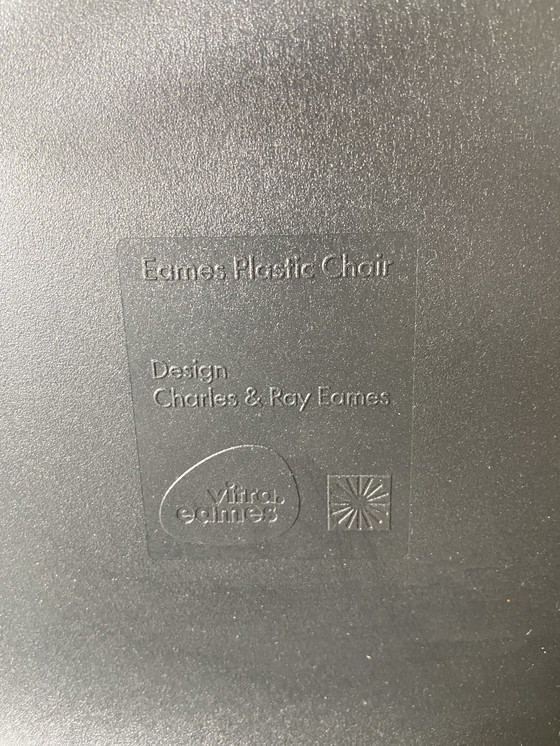 Eames Plastic Chair
Design
Charles & Ray Eames
vitra.
eames